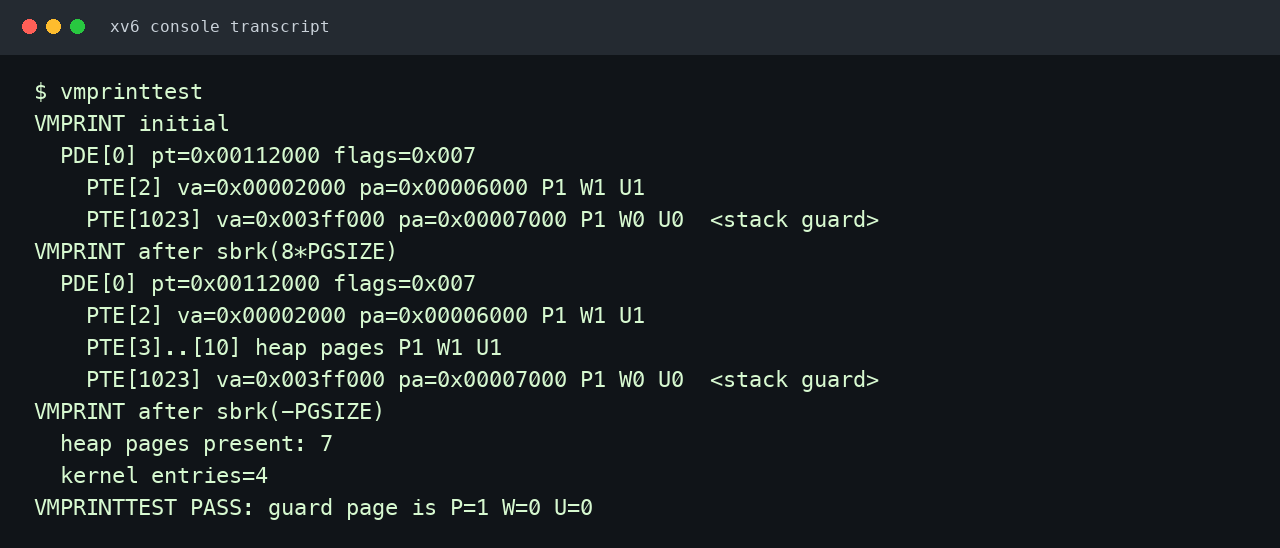 xv6 console transcript
$ vmprinttest
VMPRINT initial
  PDE[0] pt=0x00112000 flags=0x007
    PTE[2] va=0x00002000 pa=0x00006000 P1 W1 U1
    PTE[1023] va=0x003ff000 pa=0x00007000 P1 W0 U0  <stack guard>
VMPRINT after sbrk(8*PGSIZE)
  PDE[0] pt=0x00112000 flags=0x007
    PTE[2] va=0x00002000 pa=0x00006000 P1 W1 U1
    PTE[3]..[10] heap pages P1 W1 U1
    PTE[1023] va=0x003ff000 pa=0x00007000 P1 W0 U0  <stack guard>
VMPRINT after sbrk(−PGSIZE)
  heap pages present: 7
  kernel entries=4
VMPRINTTEST PASS: guard page is P=1 W=0 U=0